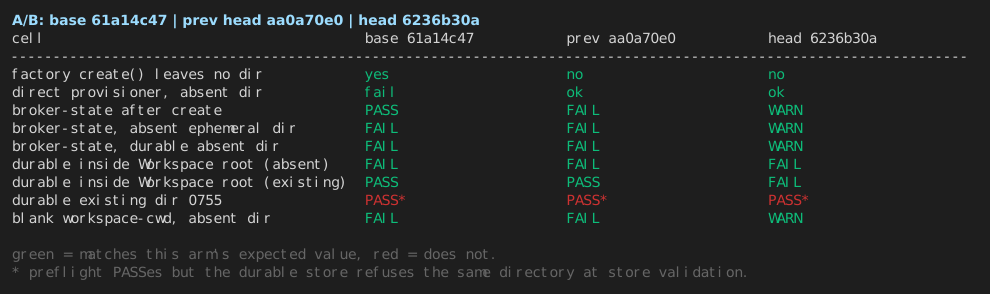 A/B: base 61a14c47 | prev head aa0a70e0 | head 6236b30a
cell base 61a14c47 prev aa0a70e0 head 6236b30a
factory create() leaves no dir yes no no
direct provisioner, absent dir fail ok ok
broker-state after create PASS FAIL WARN
broker-state, absent ephemeral dir FAIL FAIL WARN
broker-state, durable absent dir FAIL FAIL WARN
durable inside Workspace root (absent) FAIL FAIL FAIL
durable inside Workspace root (existing) PASS PASS FAIL
durable existing dir 0755 PASS* PASS* PASS*
blank workspace-cwd, absent dir FAIL FAIL WARN
green = matches this arm's expected value, red = does not.
* preflight PASSes but the durable store refuses the same directory at store validation.